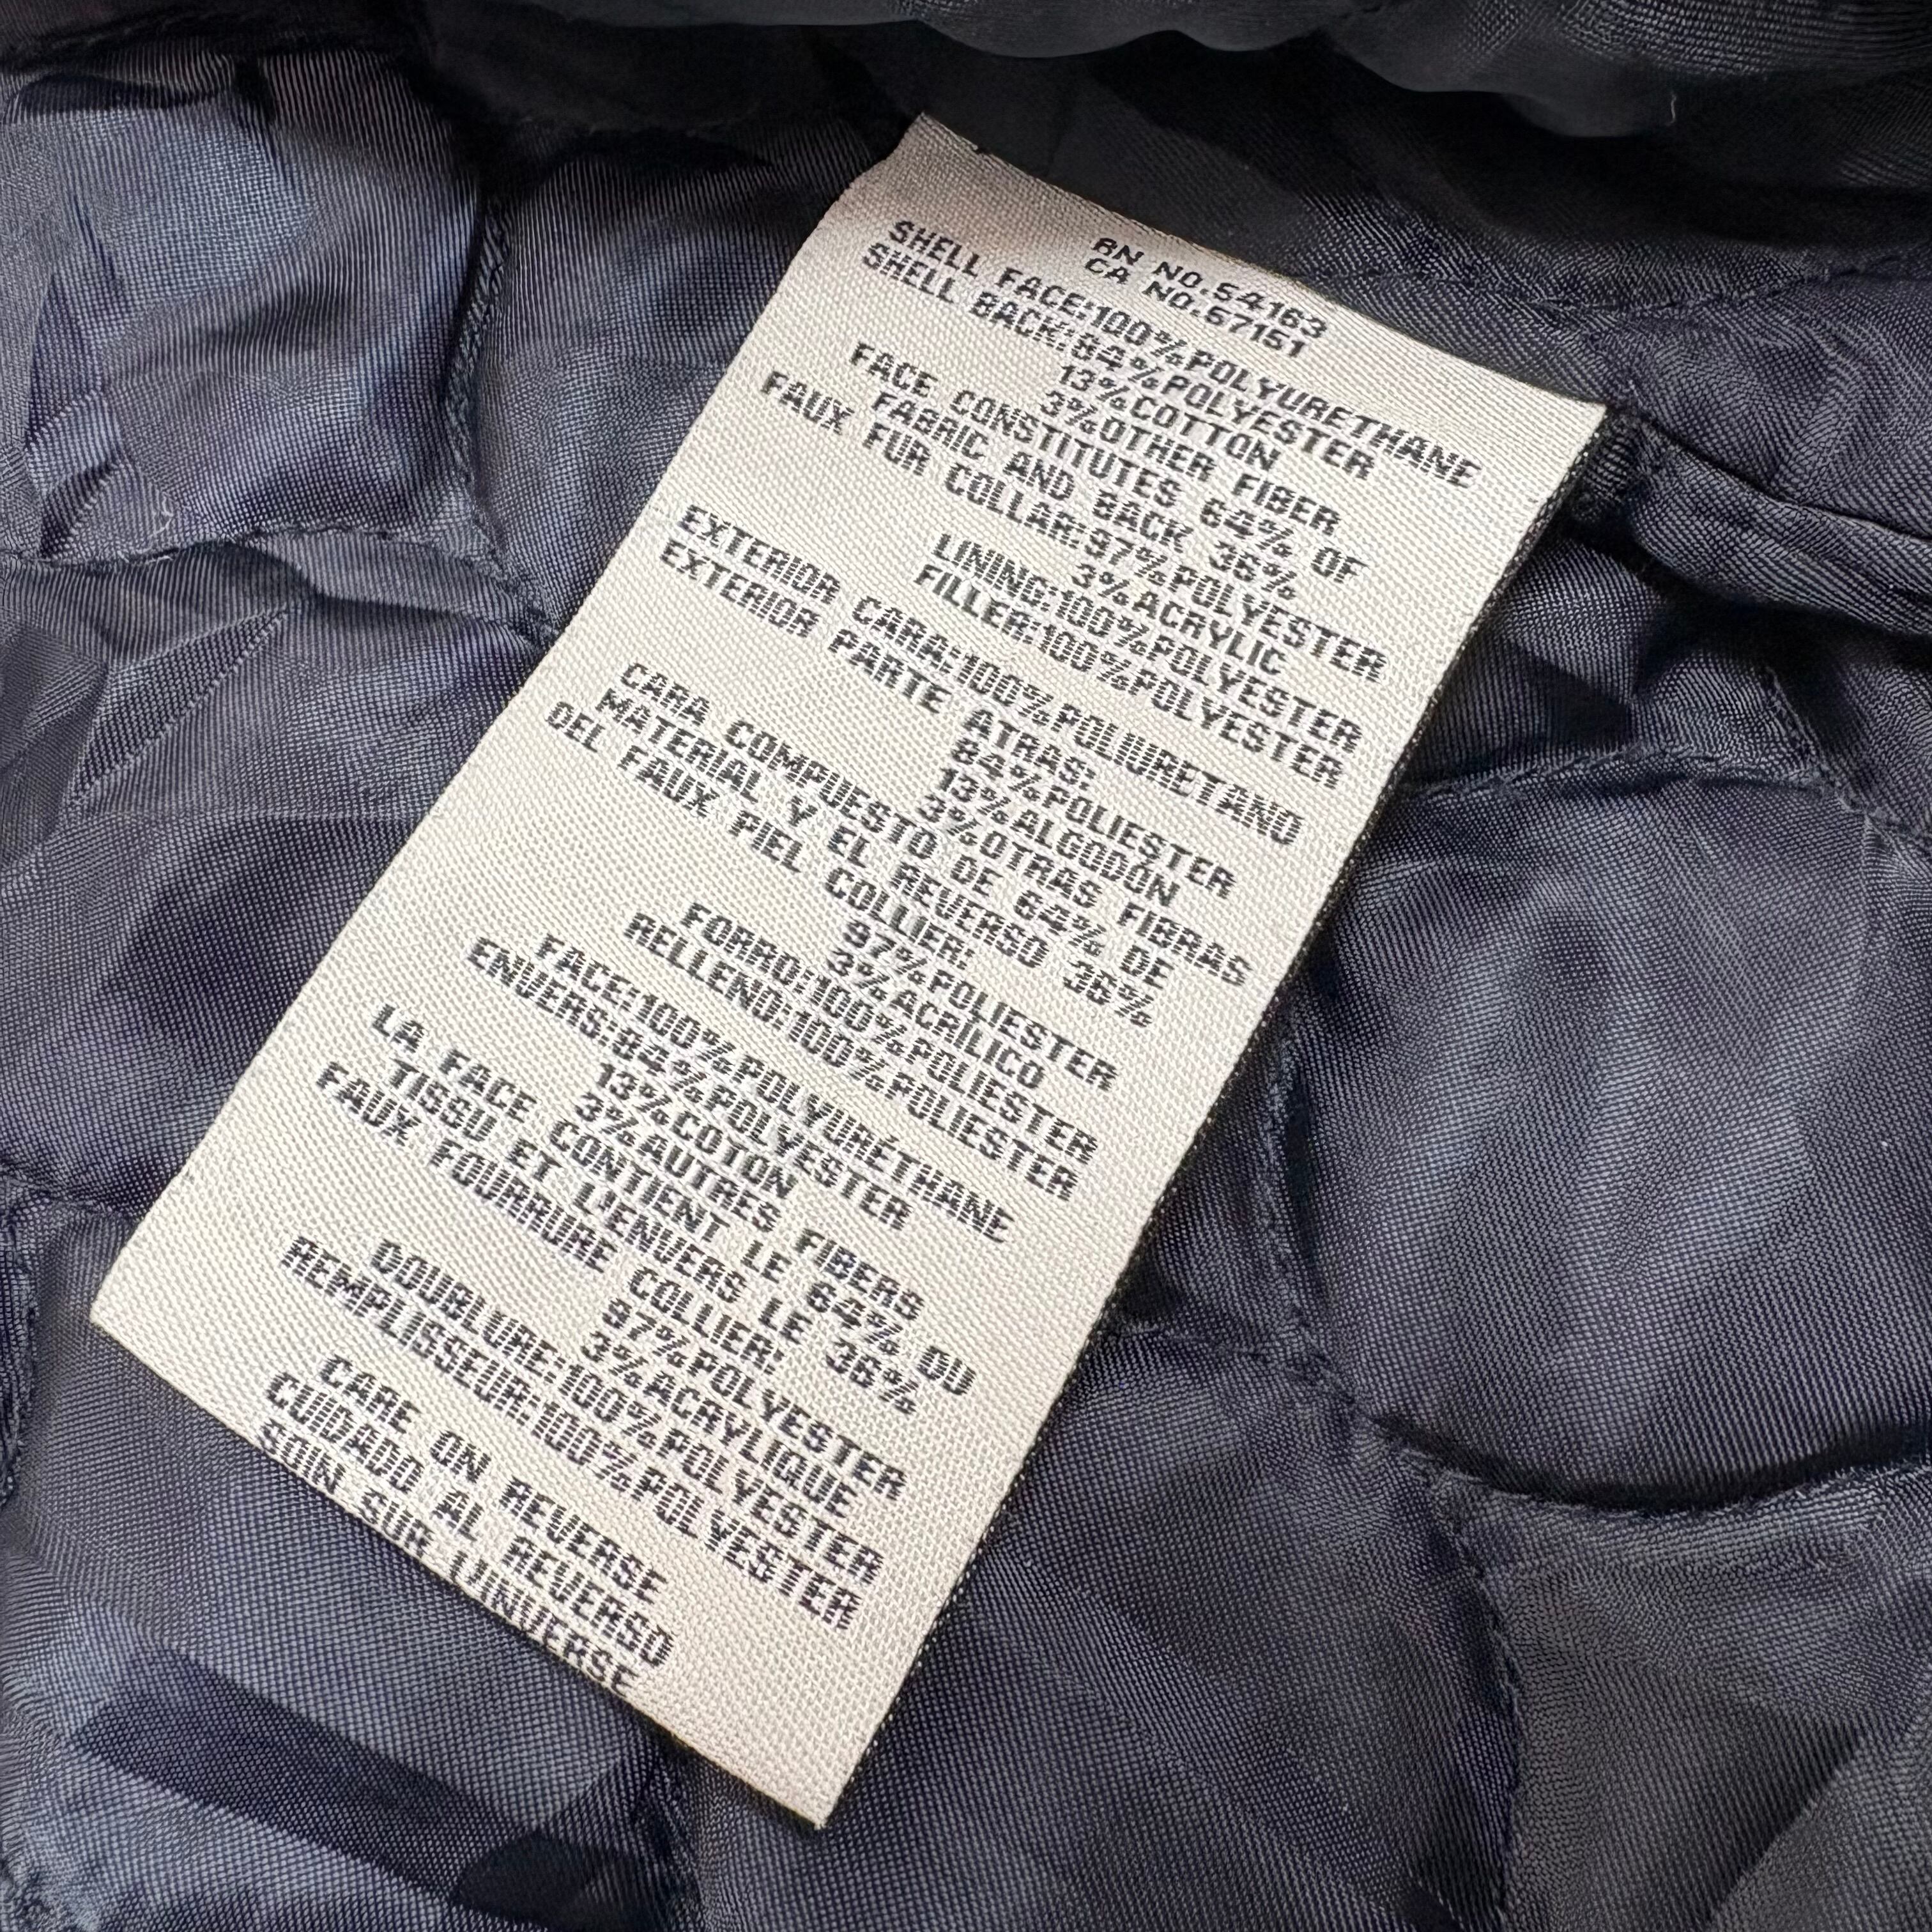 RN NO.54163
CA NO.57151
SHELL FACE:100%POLYURETHANE
SHELL BACK:84%POLYESTER
13%COTTON
3%OTHER FIBER
FACE CONSTITUTES 64% OF
FABRIC AND BACK 36%
FAUX FUR COLLAR:97%POLYESTER
3%ACRYLIC
LINING:100%POLYESTER
FILLER:100%POLYESTER
EXTERIOR CARA:100%POLIURETANO
EXTERIOR PARTE ATRAS:
84%POLIESTER
13%ALGODÓN
3%OTRAS FIBRAS
CARA COMPUESTO DE 64% DE
MATERIAL Y EL REVERSO 36%
DEL FAUX PIEL COLLIER:
97%POLIESTER
3%ACRÍLICO
FORRO:100%POLIESTER
RELLENO:100%POLIESTER
FACE:100%POLYURÉTHANE
ENVERS:84%POLYESTER
13%COTON
3%AUTRES FIBERS
LA FACE CONTIENT LE 64% DU
TISSU ET L'ENVERS LE 36%
FAUX FOURRURE COLLIER:
97%POLYESTER
3%ACRYLIQUE
DOUBLURE:100%POLYESTER
REMPLISSEUR:100%POLYESTER
CARE ON REVERSE
CUIDADO AL REVERSO
SOIN SUR L'INVERSE